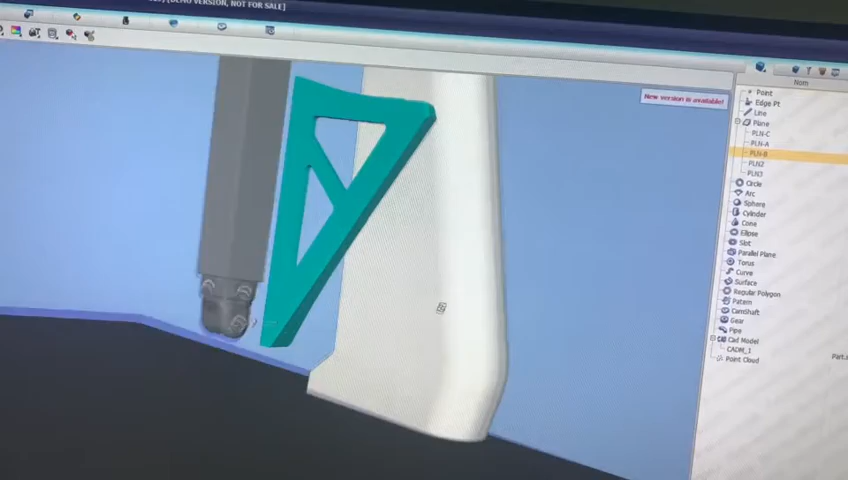 (DEMO VERSION, NOT FOR SALE]
New version is available!
Nom
Point
Edge Pt
Line
Plane
PLN-C
PLN-A
PLN-B
PLN2
PLN3
Circle
Arc
Sphere
Cylinder
Cone
Ellipse
Slot
Parallel Plane
Torus
Curve
Surface
Regular Polygon
Pattern
Camshaft
Gear
Pipe
Cad Model
CADM_1
Part.
Point Cloud